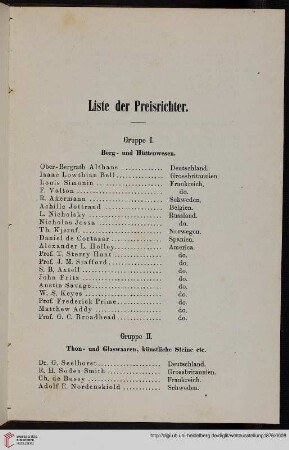 Liste der Preisrichter.
Gruppe I.
Berg- und Hüttenwesen.
Ober-Bergrath Althans ............ Deutschland.
Isaac Lowthian Bell ............ Grossbritannien
Louis Simonin ............ Frankreich.
F. Valton ............ do.
R. Akermann ............ Schweden.
Achille Jottrand ............ Belgien.
L. Nicholsky ............ Russland.
Nicholas Jossa ............ do.
Th. Kjeruf ............ Norwegen.
Daniel de Cortazar ............ Spanien.
Alexander L. Holley ............ Amerika.
Prof. T. Sterry Hunt ............ do.
Prof. J. M. Stafford ............ do.
S. B. Axtell ............ do.
John Fritz ............ do.
Austin Savage ............ do.
W. S. Keyes ............ do.
Prof. Frederick Prime ............ do.
Matthew Addy ............ do.
Prof. G. C. Broadhead ............ do.
Gruppe II.
Thon- und Glaswaaren, künstliche Steine etc.
Dr. G. Seelhorst ............ Deutschland.
R. H. Soden Smith ............ Grossbritannien.
Ch. de Bussy ............ Frankreich.
Adolf E. Nordenskiöld ............ Schweden.